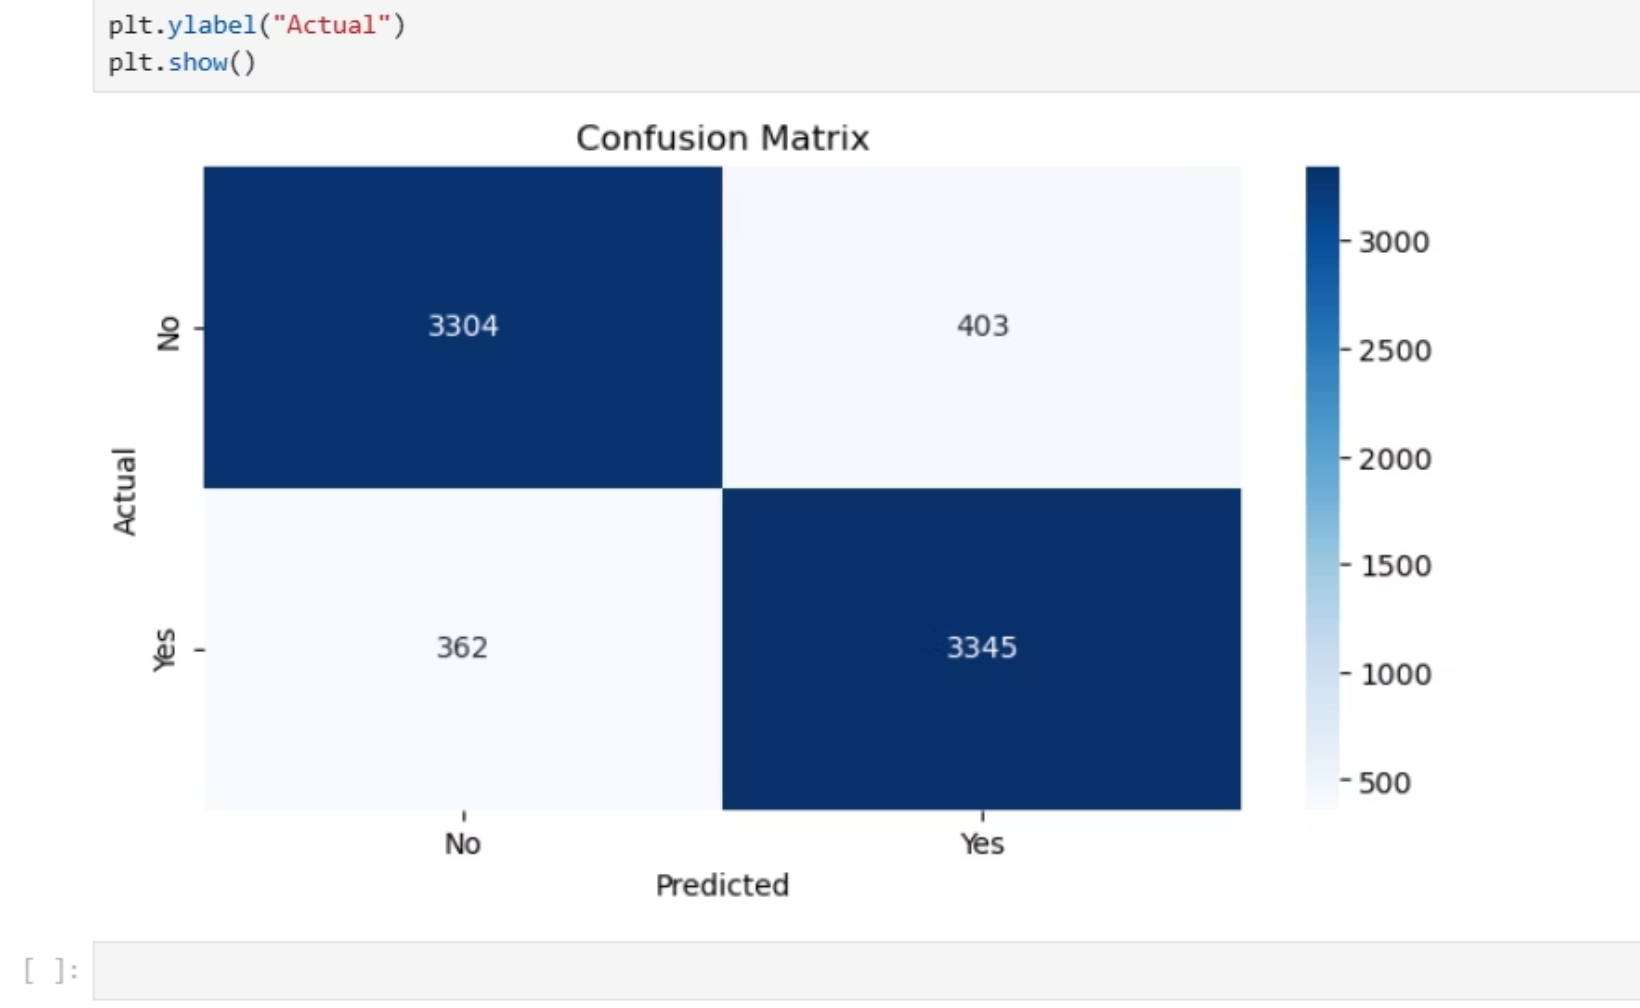 plt.ylabel("Actual")
plt.show()
Confusion Matrix
3304 403
362 3345
No
Yes
Actual
No Yes
Predicted
3000
2500
2000
1500
1000
500
[ ]: